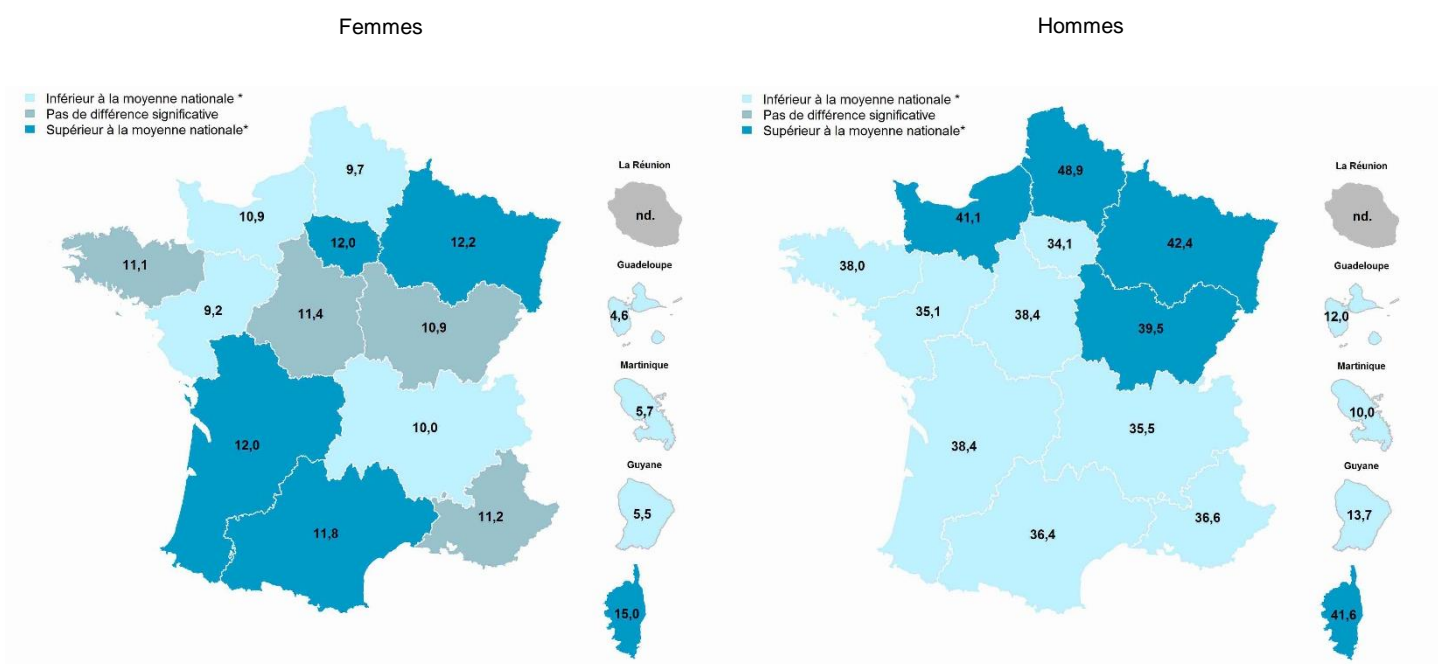 Femmes
Inférieur à la moyenne nationale *
Pas de différence significative
Supérieur à la moyenne nationale*
9,7
10,9
12,0
12,2
11,1
9,2
11,4
10,9
10,0
12,0
11,2
11,8
La Réunion
nd.
Guadeloupe
4,6
Martinique
5,7
Guyane
5,5
15,0
Hommes
Inférieur à la moyenne nationale *
Pas de différence significative
Supérieur à la moyenne nationale*
48,9
41,1
34,1
42,4
38,0
35,1
38,4
39,5
35,5
38,4
36,6
36,4
La Réunion
nd.
Guadeloupe
12,0
Martinique
10,0
Guyane
13,7
41,6